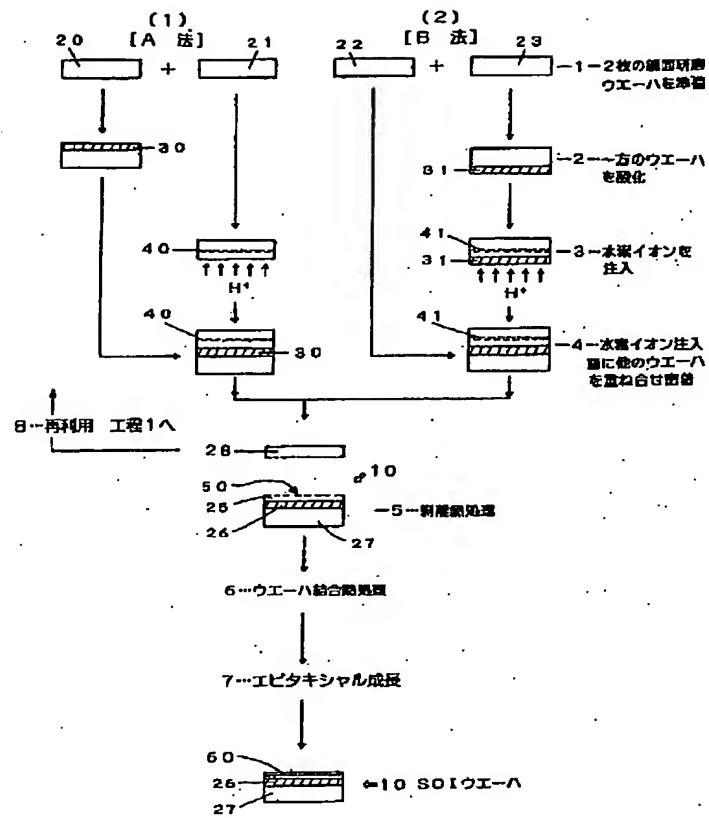 (1) (2)
[A 法] [B 法]
20 21 22 23
+ +
1…2枚の鏡面研磨
ウエーハを準備
30
31
2…一方のウエーハ
を酸化
40
41
31
3…水素イオンを
注入
H⁺ H⁺
40
30
41
4…水素イオン注入
面に他のウエーハ
を重ね合せ密着
8…再利用 工程1へ
28
10
50
25
26
27
5…剥離熱処理
6…ウエーハ結合熱処理
7…エピタキシャル成長
60
26
27
⇐10 SOIウエーハ